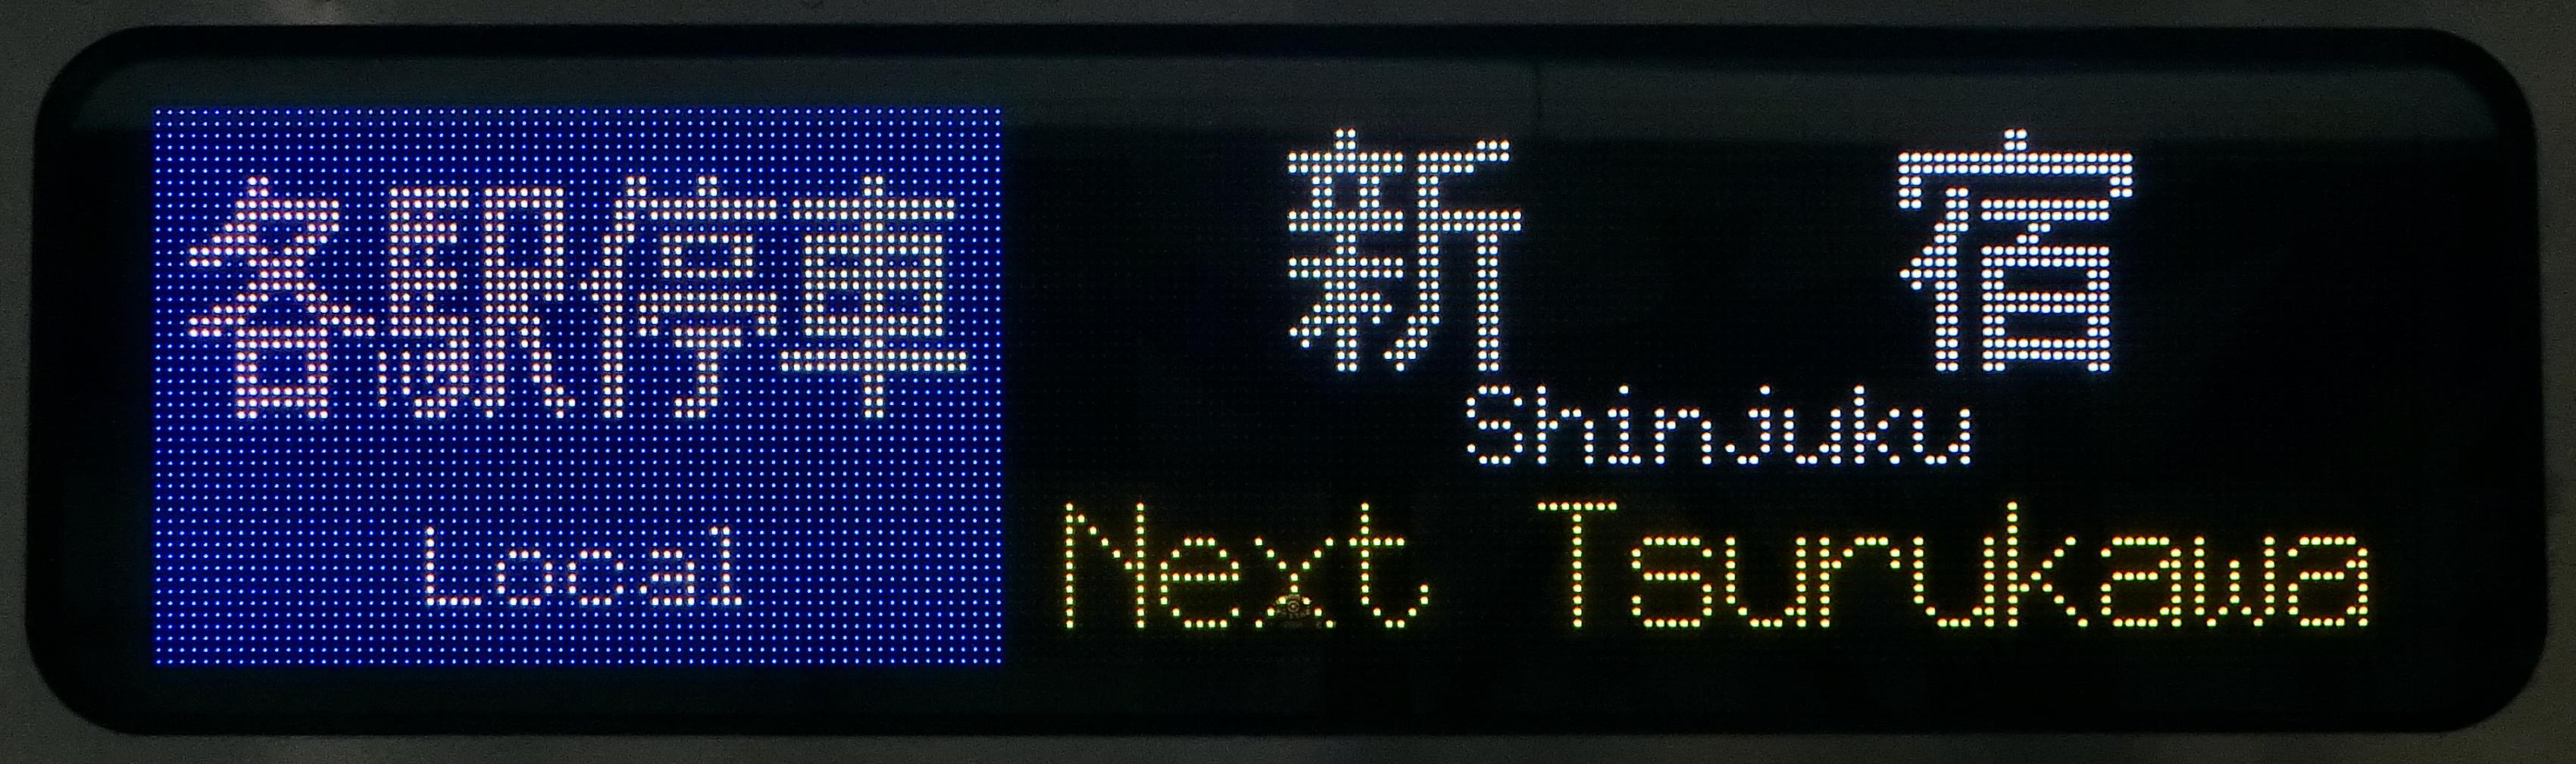 各駅停車
Local
新宿
Shinjuku
Next Tsurukawa